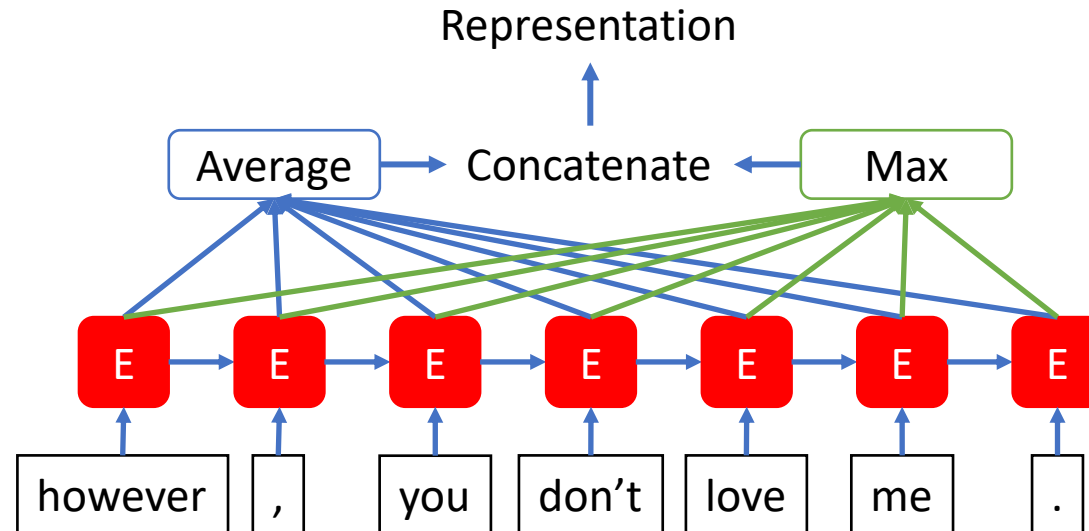 Representation
Average Concatenate Max
E E E E E E E
however , you don't love me .